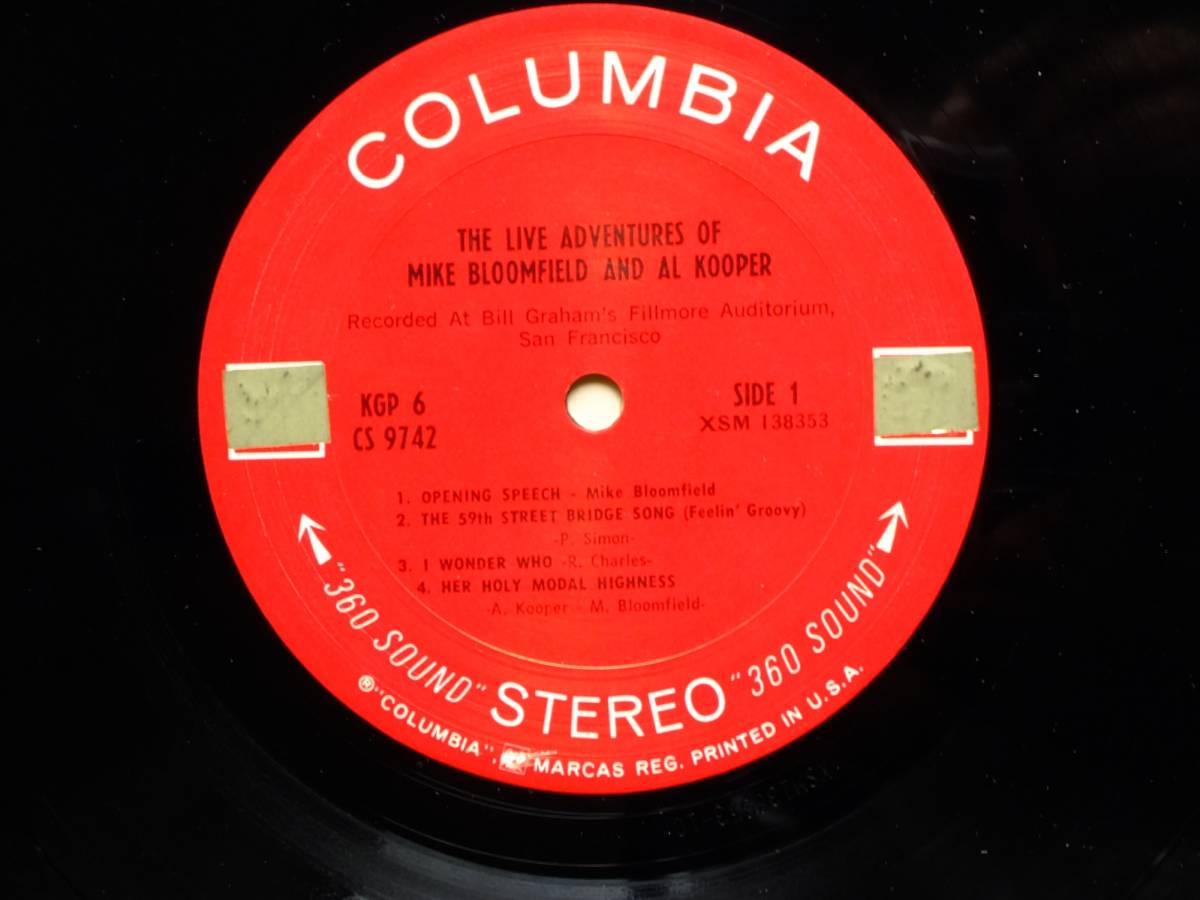 COLUMBIA
THE LIVE ADVENTURES OF
MIKE BLOOMFIELD AND AL KOOPER
Recorded At Bill Graham's Fillmore Auditorium,
San Francisco
KGP 6
CS 9742
SIDE 1
XSM 138353
1. OPENING SPEECH - Mike Bloomfield
2. THE 59th STREET BRIDGE SONG (Feelin' Groovy)
-P. Simon-
3. I WONDER WHO -R. Charles-
4. HER HOLY MODAL HIGHNESS
-A. Kooper - M. Bloomfield-
"360 SOUND" STEREO "360 SOUND"
®"COLUMBIA", MARCAS REG. PRINTED IN U.S.A.